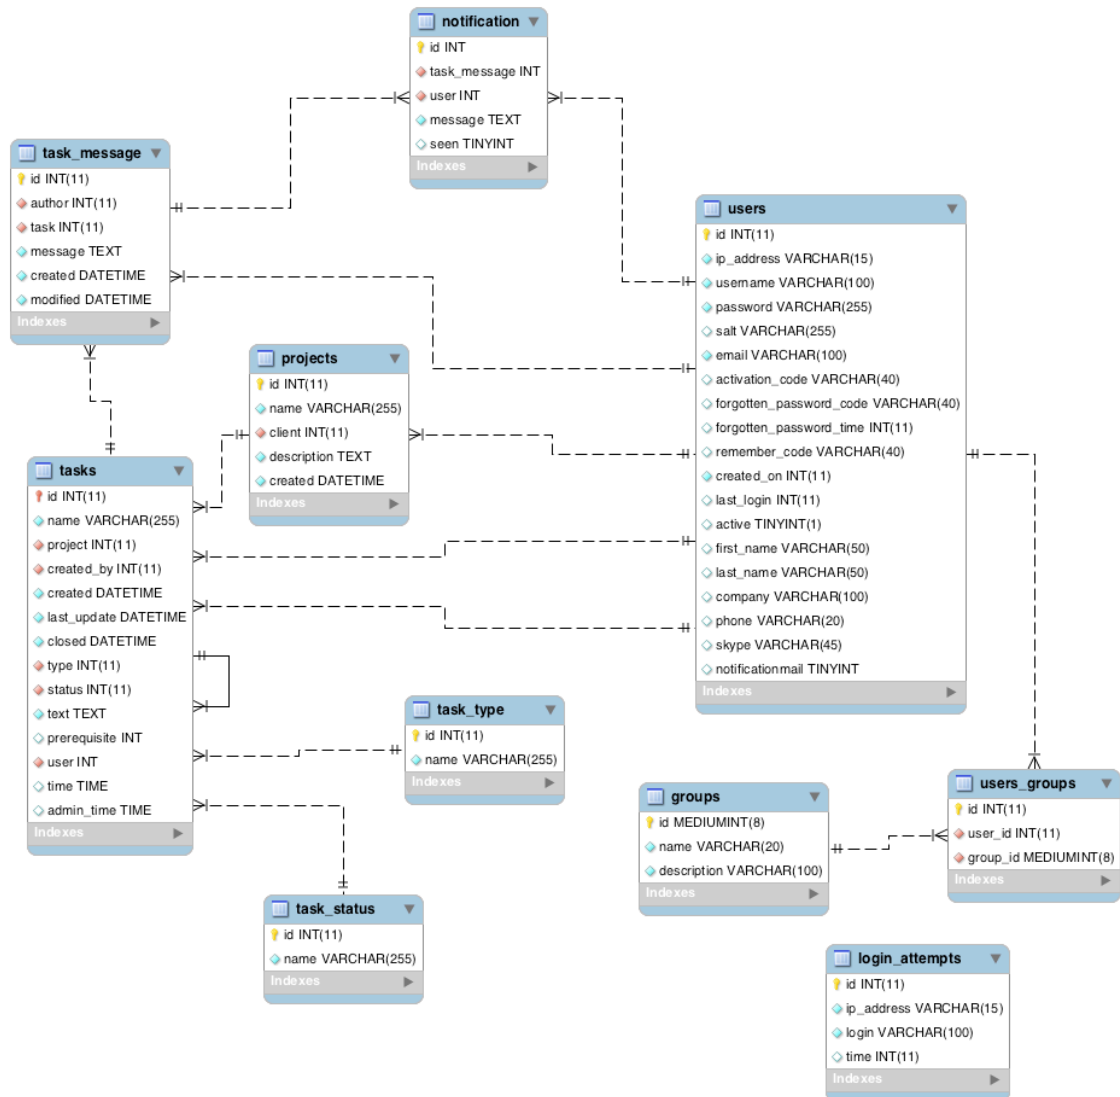 notification
id INT
task_message INT
user INT
message TEXT
seen TINYINT
Indexes
task_message
id INT(11)
author INT(11)
task INT(11)
message TEXT
created DATETIME
modified DATETIME
Indexes
users
id INT(11)
ip_address VARCHAR(15)
username VARCHAR(100)
password VARCHAR(255)
salt VARCHAR(255)
email VARCHAR(100)
activation_code VARCHAR(40)
forgotten_password_code VARCHAR(40)
forgotten_password_time INT(11)
remember_code VARCHAR(40)
created_on INT(11)
last_login INT(11)
active TINYINT(1)
first_name VARCHAR(50)
last_name VARCHAR(50)
company VARCHAR(100)
phone VARCHAR(20)
skype VARCHAR(45)
notificationmail TINYINT
Indexes
projects
id INT(11)
name VARCHAR(255)
client INT(11)
description TEXT
created DATETIME
Indexes
tasks
id INT(11)
name VARCHAR(255)
project INT(11)
created_by INT(11)
created DATETIME
last_update DATETIME
closed DATETIME
type INT(11)
status INT(11)
text TEXT
prerequisite INT
user INT
time TIME
admin_time TIME
Indexes
task_type
id INT(11)
name VARCHAR(255)
Indexes
groups
id MEDIUMINT(8)
name VARCHAR(20)
description VARCHAR(100)
Indexes
users_groups
id INT(11)
user_id INT(11)
group_id MEDIUMINT(8)
Indexes
task_status
id INT(11)
name VARCHAR(255)
Indexes
login_attempts
id INT(11)
ip_address VARCHAR(15)
login VARCHAR(100)
time INT(11)
Indexes